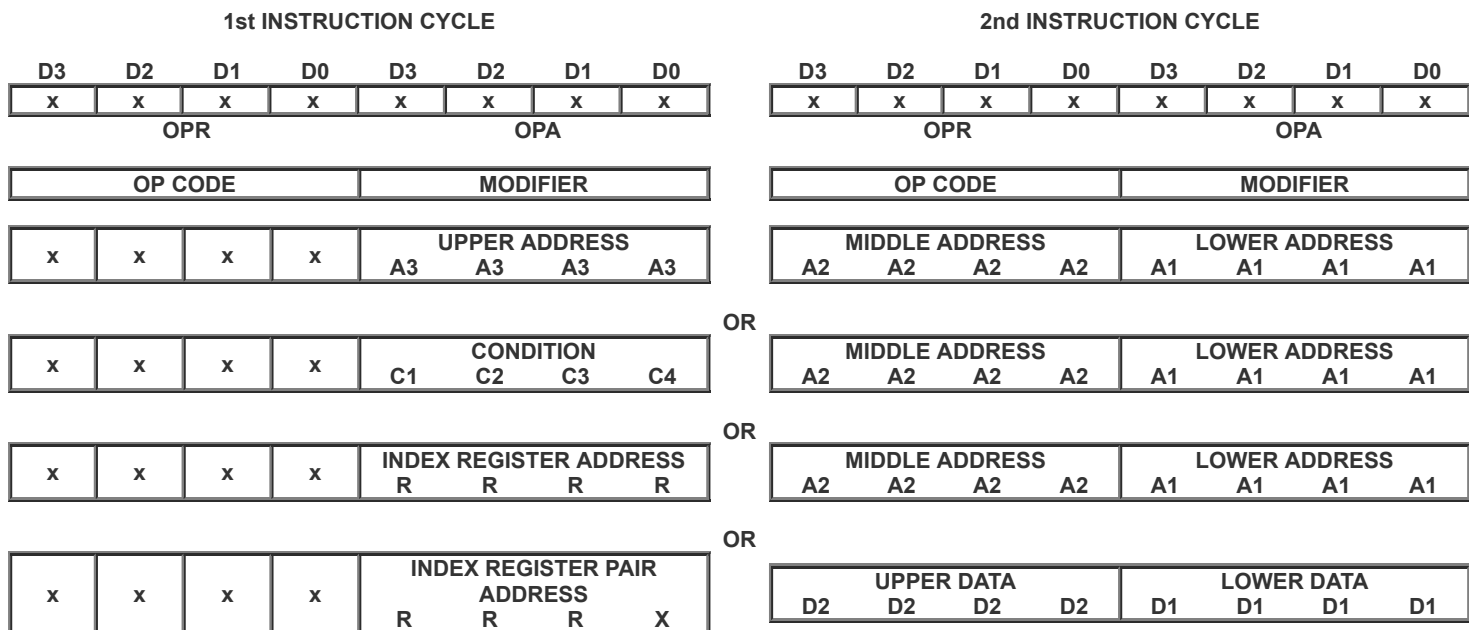 1st INSTRUCTION CYCLE 2nd INSTRUCTION CYCLE
D3 D2 D1 D0 D3 D2 D1 D0 D3 D2 D1 D0 D3 D2 D1 D0
x x x x x x x x x x x x x x x x
OPR OPA OPR OPA
OP CODE MODIFIER OP CODE MODIFIER
x x x x UPPER ADDRESS MIDDLE ADDRESS LOWER ADDRESS
A3 A3 A3 A3 A2 A2 A2 A2 A1 A1 A1 A1
OR
x x x x CONDITION MIDDLE ADDRESS LOWER ADDRESS
C1 C2 C3 C4 A2 A2 A2 A2 A1 A1 A1 A1
OR
x x x x INDEX REGISTER ADDRESS MIDDLE ADDRESS LOWER ADDRESS
R R R R A2 A2 A2 A2 A1 A1 A1 A1
OR
x x x x INDEX REGISTER PAIR
ADDRESS UPPER DATA LOWER DATA
R R R X D2 D2 D2 D2 D1 D1 D1 D1